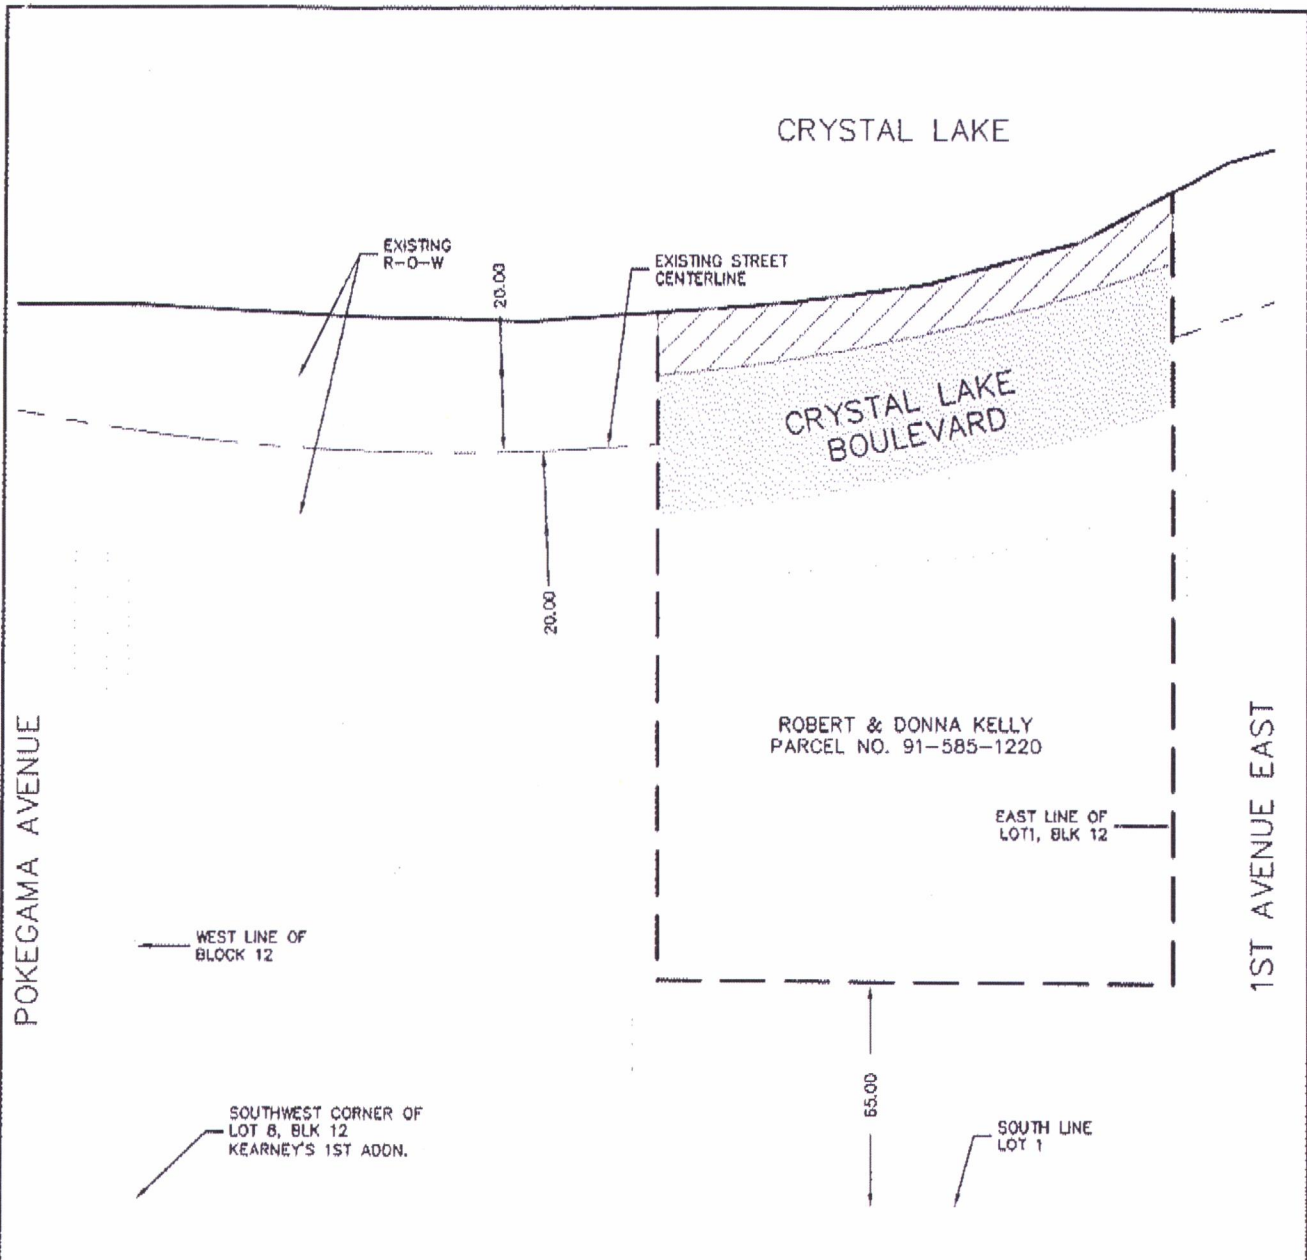 CRYSTAL LAKE
EXISTING
R-O-W
20.00
EXISTING STREET
CENTERLINE
CRYSTAL LAKE
BOULEVARD
20.00
POKEGAMA AVENUE
ROBERT & DONNA KELLY
PARCEL NO. 91-585-1220
1ST AVENUE EAST
EAST LINE OF
LOT1, BLK 12
WEST LINE OF
BLOCK 12
SOUTHWEST CORNER OF
LOT 8, BLK 12
KEARNEY'S 1ST ADDN.
65.00
SOUTH LINE
LOT 1